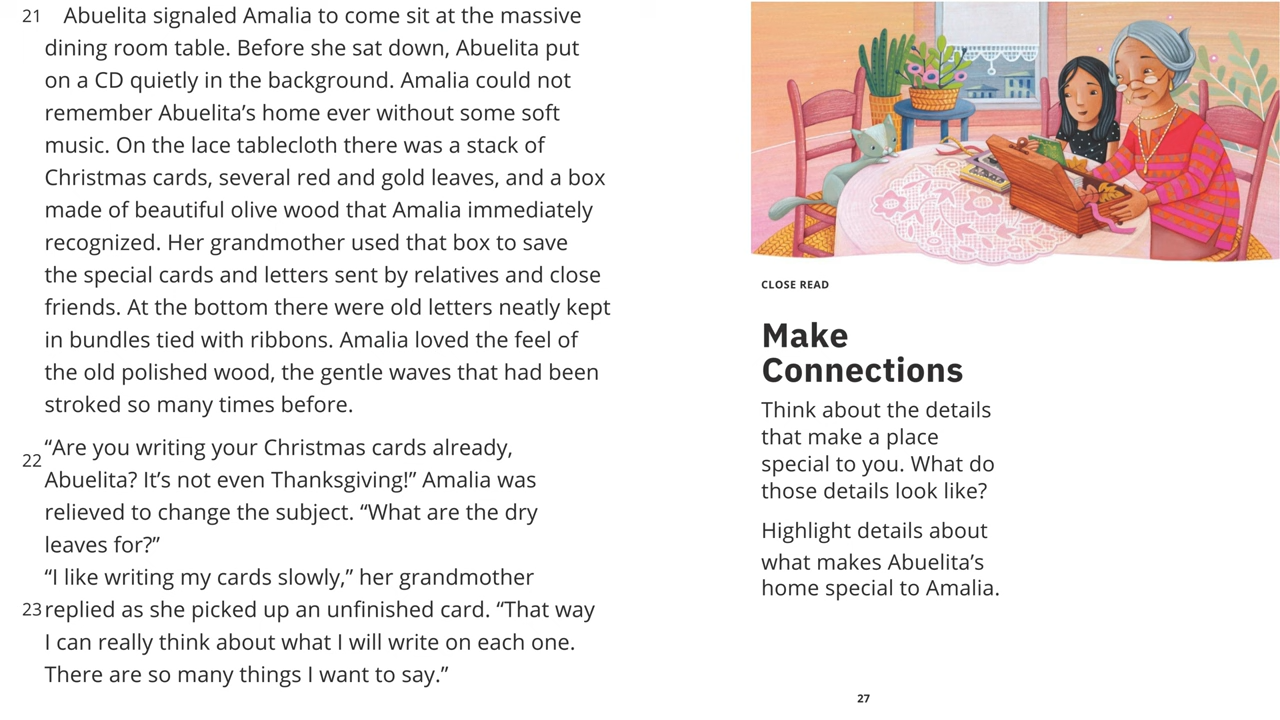 21 Abuelita signaled Amalia to come sit at the massive
dining room table. Before she sat down, Abuelita put
on a CD quietly in the background. Amalia could not
remember Abuelita’s home ever without some soft
music. On the lace tablecloth there was a stack of
Christmas cards, several red and gold leaves, and a box
made of beautiful olive wood that Amalia immediately
recognized. Her grandmother used that box to save
the special cards and letters sent by relatives and close
friends. At the bottom there were old letters neatly kept
in bundles tied with ribbons. Amalia loved the feel of
the old polished wood, the gentle waves that had been
stroked so many times before.
22 “Are you writing your Christmas cards already,
Abuelita? It’s not even Thanksgiving!” Amalia was
relieved to change the subject. “What are the dry
leaves for?”
“I like writing my cards slowly,” her grandmother
23 replied as she picked up an unfinished card. “That way
I can really think about what I will write on each one.
There are so many things I want to say.”
CLOSE READ
Make
Connections
Think about the details
that make a place
special to you. What do
those details look like?
Highlight details about
what makes Abuelita’s
home special to Amalia.
27